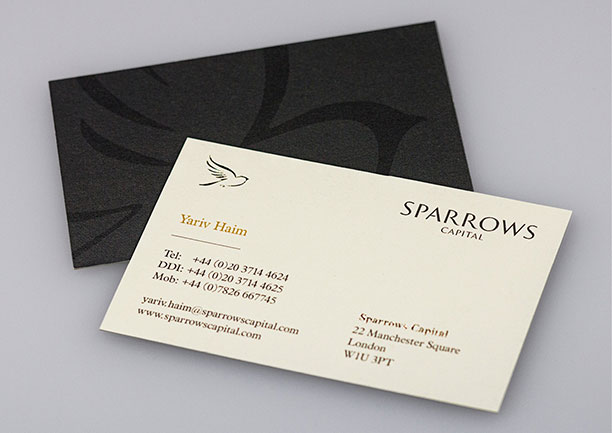 SPARROWS
CAPITAL
Yariv Haim
Tel: +44 (0)20 3714 4624
DDI: +44 (0)20 3714 4625
Mob: +44 (0)7826 667745
yariv.haim@sparrowscapital.com
www.sparrowscapital.com
Sparrows Capital
22 Manchester Square
London
W1U 3PT